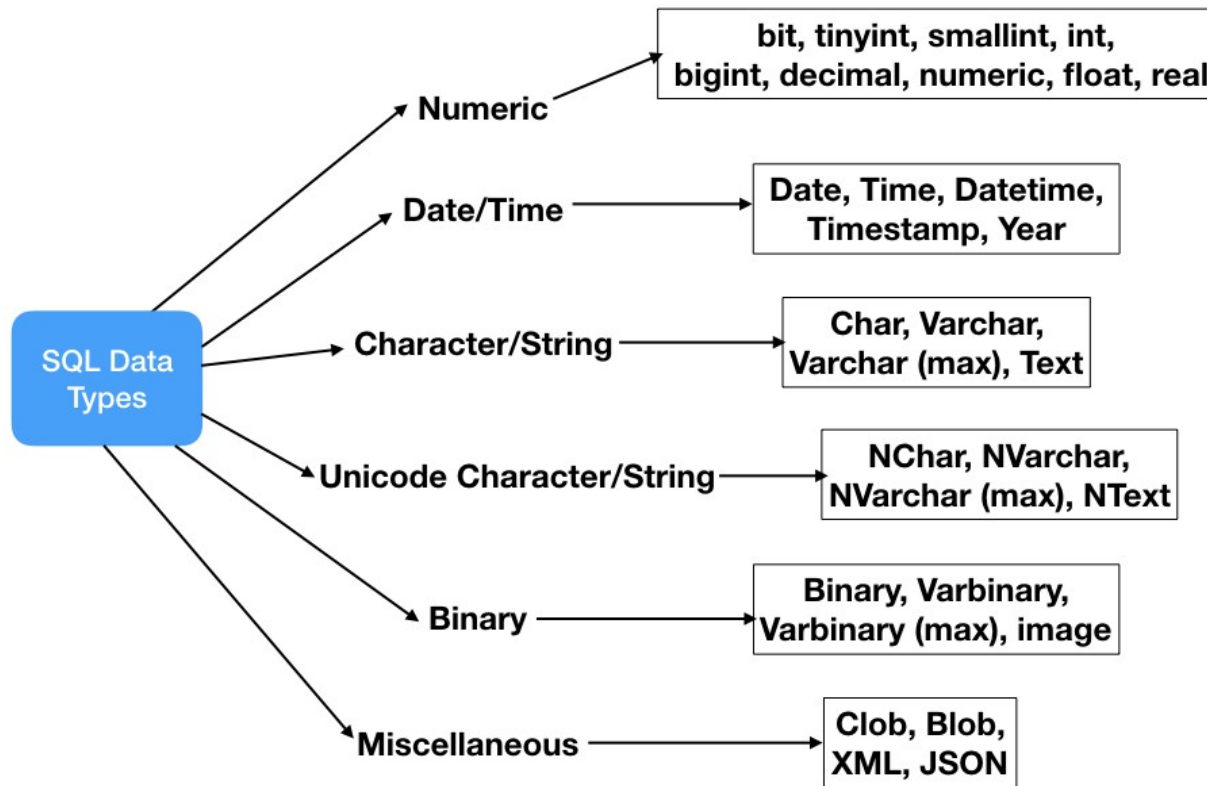 bit, tinyint, smallint, int,
bigint, decimal, numeric, float, real
Numeric
Date/Time
Date, Time, Datetime,
Timestamp, Year
SQL Data
Types
Character/String
Char, Varchar,
Varchar (max), Text
Unicode Character/String
NChar, NVarchar,
NVarchar (max), NText
Binary
Binary, Varbinary,
Varbinary (max), image
Miscellaneous
Clob, Blob,
XML, JSON